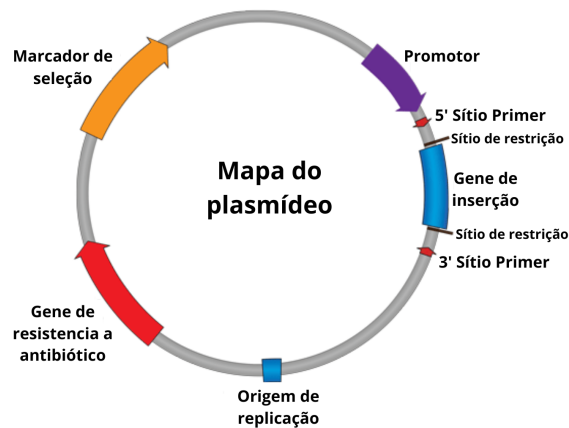 Marcador de
seleção
Promotor
5' Sítio Primer
Sítio de restrição
Mapa do
plasmídeo
Gene de
inserção
Sítio de restrição
3' Sítio Primer
Gene de
resistencia a
antibiótico
Origem de
replicação